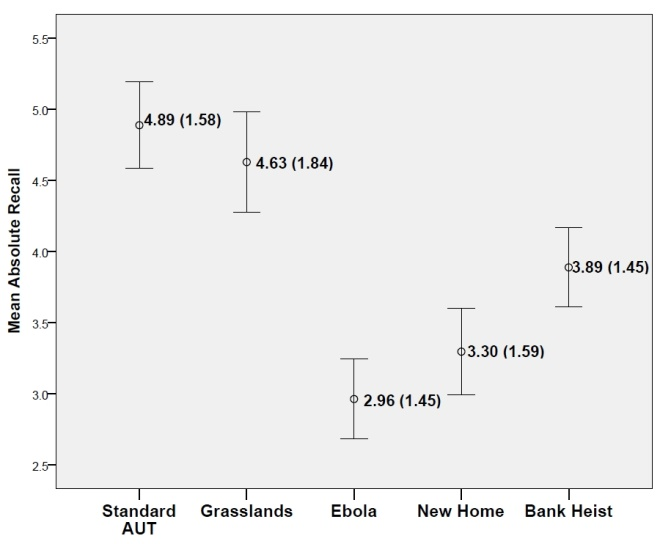 5.5
5.0
4.5
4.0
3.5
3.0
2.5
Mean Absolute Recall
4.89 (1.58)
4.63 (1.84)
2.96 (1.45)
3.30 (1.59)
3.89 (1.45)
Standard AUT
Grasslands
Ebola
New Home
Bank Heist